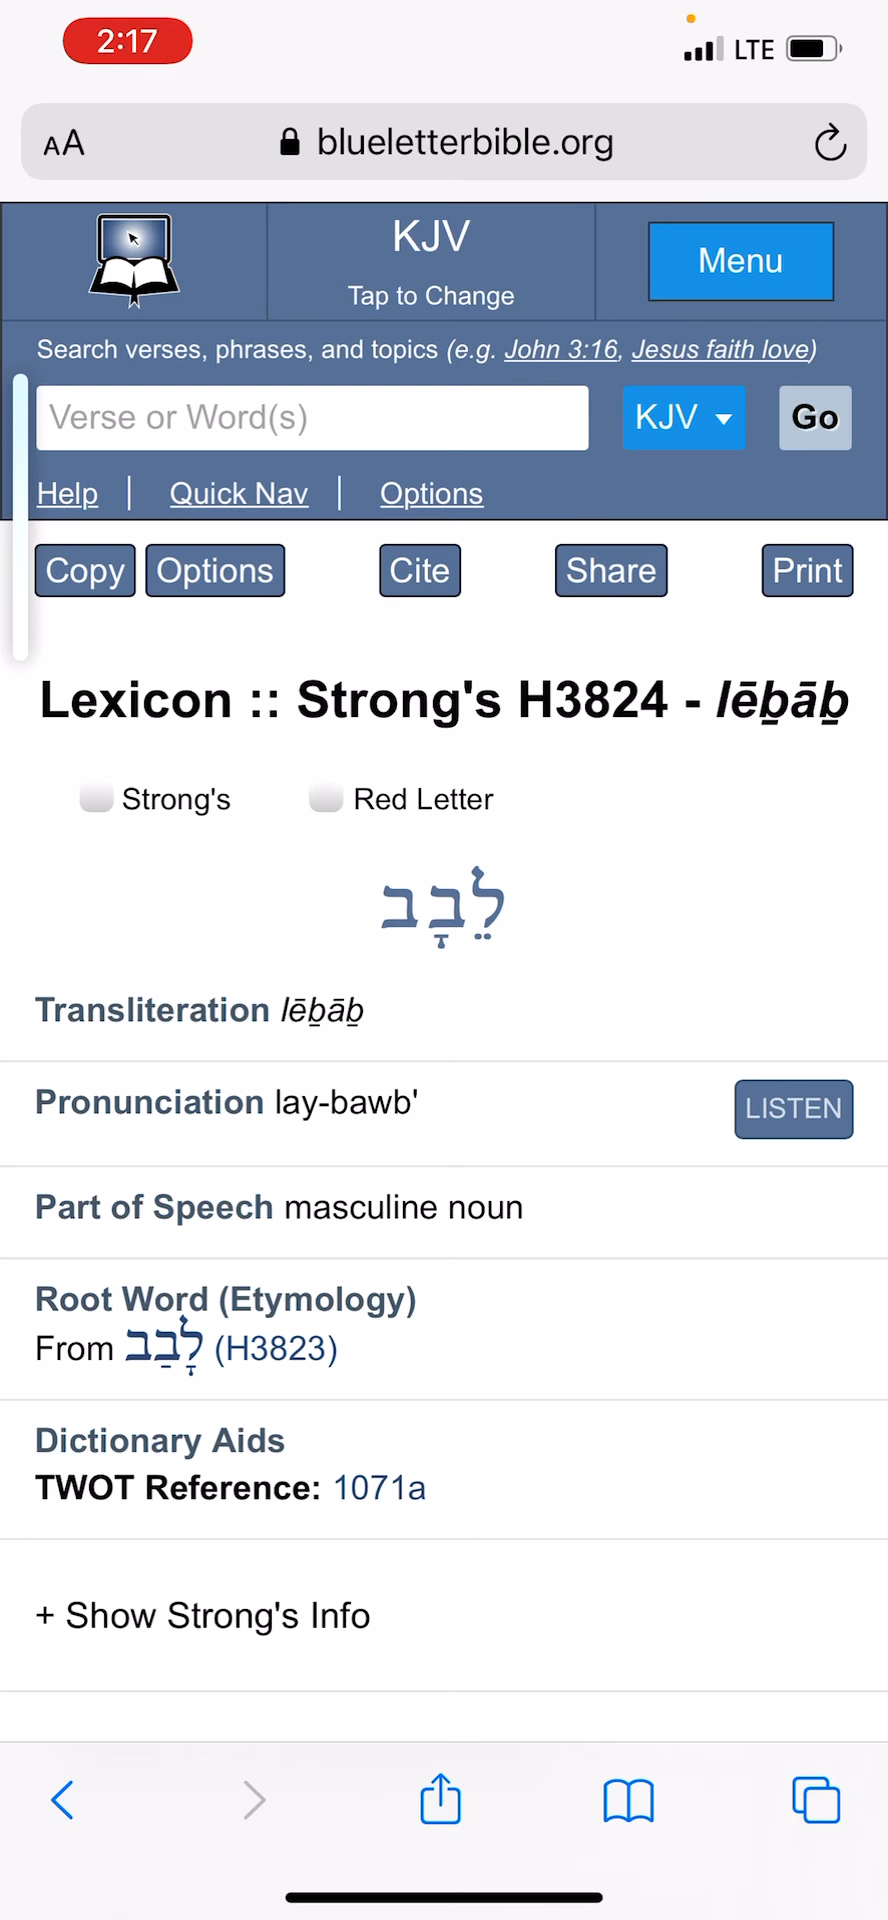 2:17 LTE
AA blueletterbible.org
KJV
Tap to Change
Menu
Search verses, phrases, and topics (e.g. John 3:16, Jesus faith love)
Verse or Word(s) KJV Go
Help | Quick Nav | Options
Copy Options Cite Share Print
Lexicon :: Strong's H3824 - lēḇāḇ
Strong's Red Letter
לֵבָב
Transliteration lēḇāḇ
Pronunciation lay-bawb' LISTEN
Part of Speech masculine noun
Root Word (Etymology)
From לָבַב (H3823)
Dictionary Aids
TWOT Reference: 1071a
+ Show Strong's Info